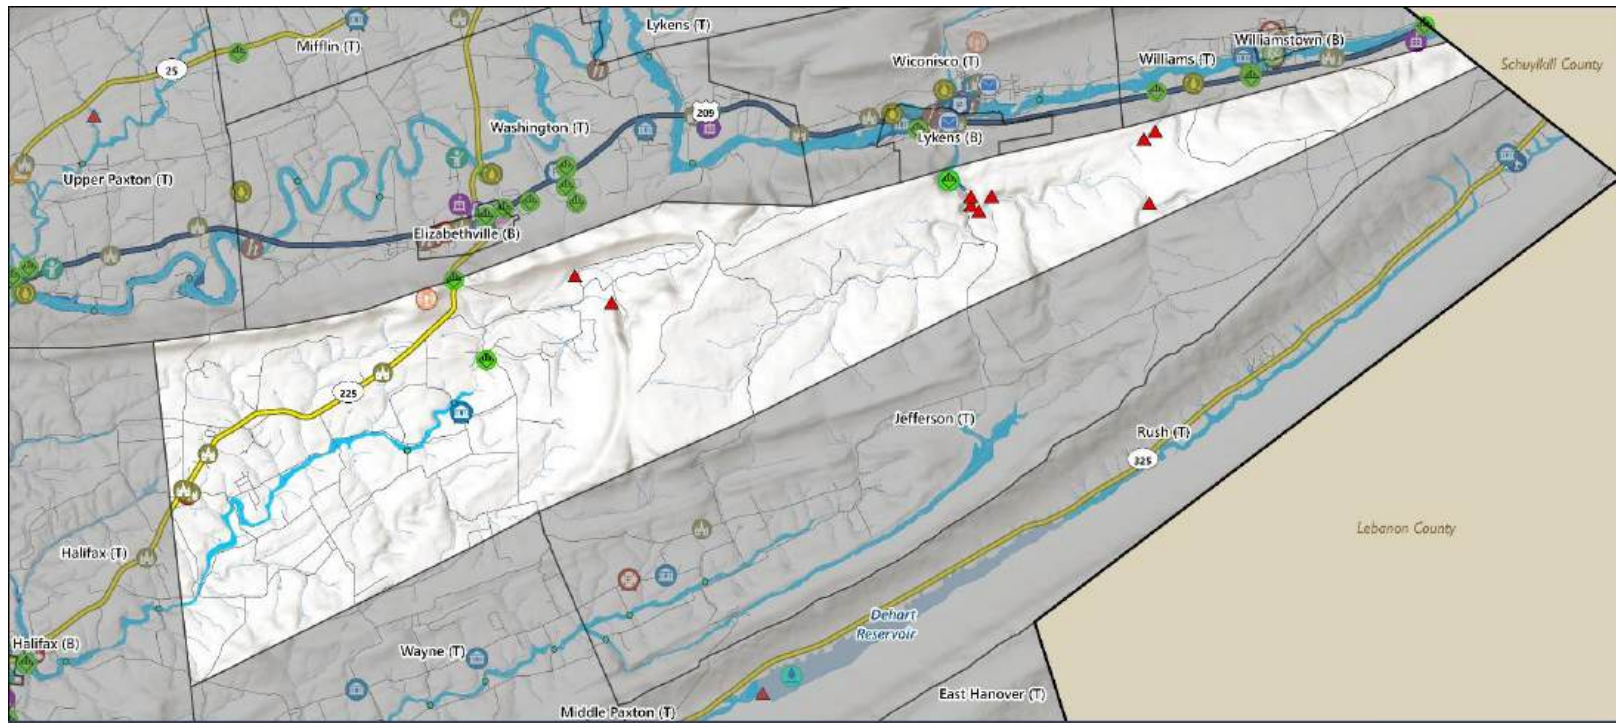 Lykens (T)
Mifflin (T)
Williamstown (B)
Williams (T)
Wiconisco (T)
Schuylkill County
25
209
Washington (T)
Lykens (B)
Upper Paxton (T)
Elizabethville (B)
225
Jefferson (T)
Rush (T)
325
Lebanon County
Halifax (T)
Dehart
Reservoir
Halifax (B)
Wayne (T)
East Hanover (T)
Middle Paxton (T)